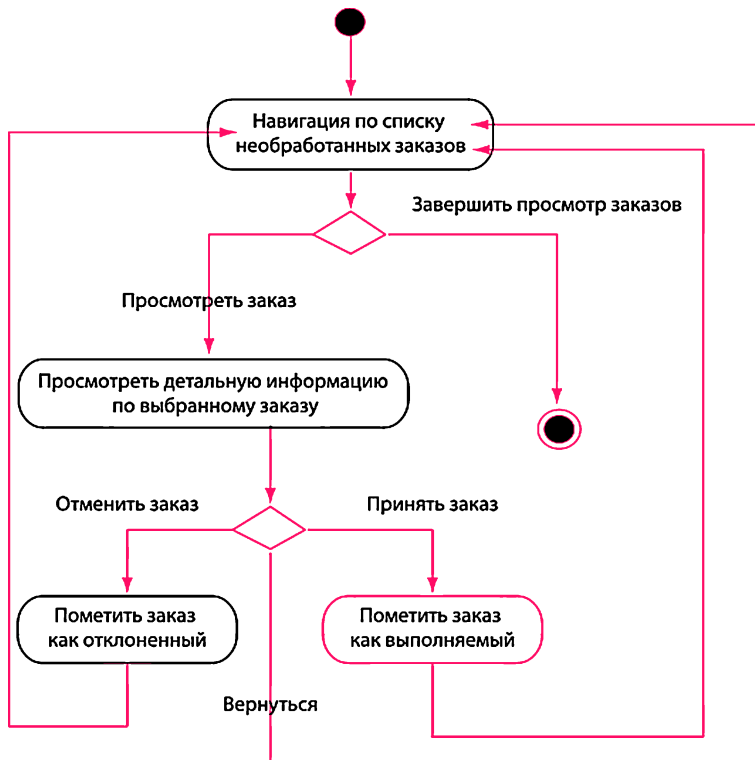 Навигация по списку
необработанных заказов
Завершить просмотр заказов
Просмотреть заказ
Просмотреть детальную информацию
по выбранному заказу
Отменить заказ
Принять заказ
Пометить заказ
как отклоненный
Пометить заказ
как выполняемый
Вернуться